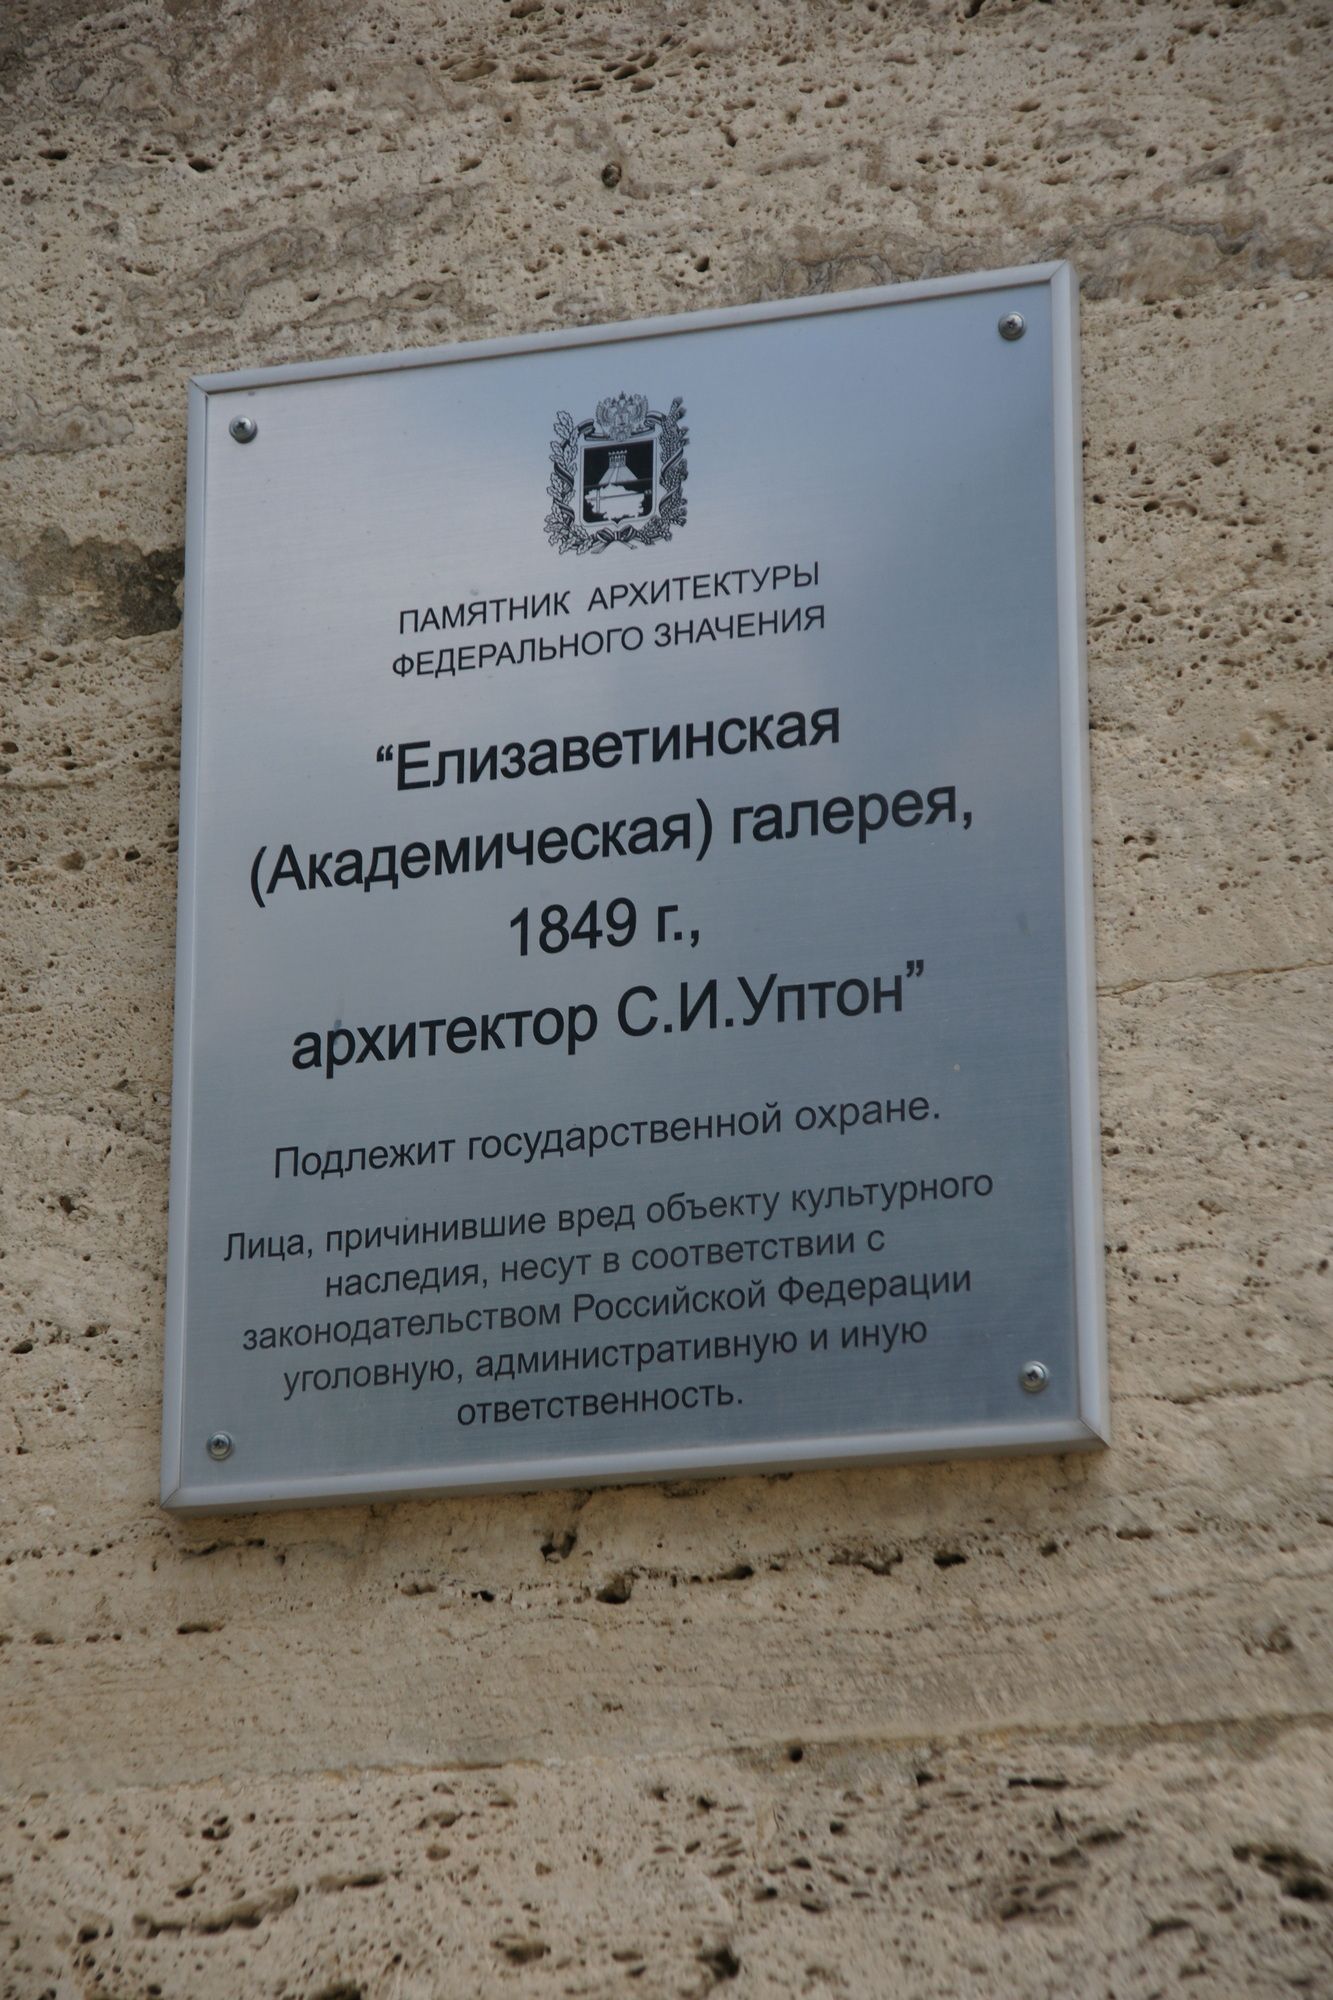 ПАМЯТНИК АРХИТЕКТУРЫ
ФЕДЕРАЛЬНОГО ЗНАЧЕНИЯ
“Елизаветинская
(Академическая) галерея,
1849 г.,
архитектор С.И.Уптон”
Подлежит государственной охране.
Лица, причинившие вред объекту культурного
наследия, несут в соответствии с
законодательством Российской Федерации
уголовную, административную и иную
ответственность.